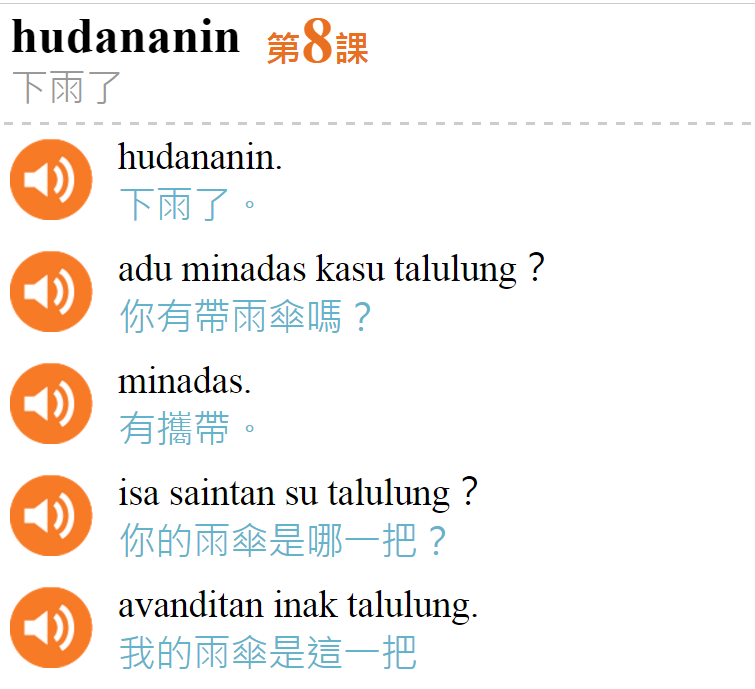 hudananin 第8課
下雨了
hudananin.
下雨了。
adu minadas kasu talulung？
你有帶雨傘嗎？
minadas.
有攜帶。
isa saintan su talulung？
你的雨傘是哪一把？
avanditan inak talulung.
我的雨傘是這一把